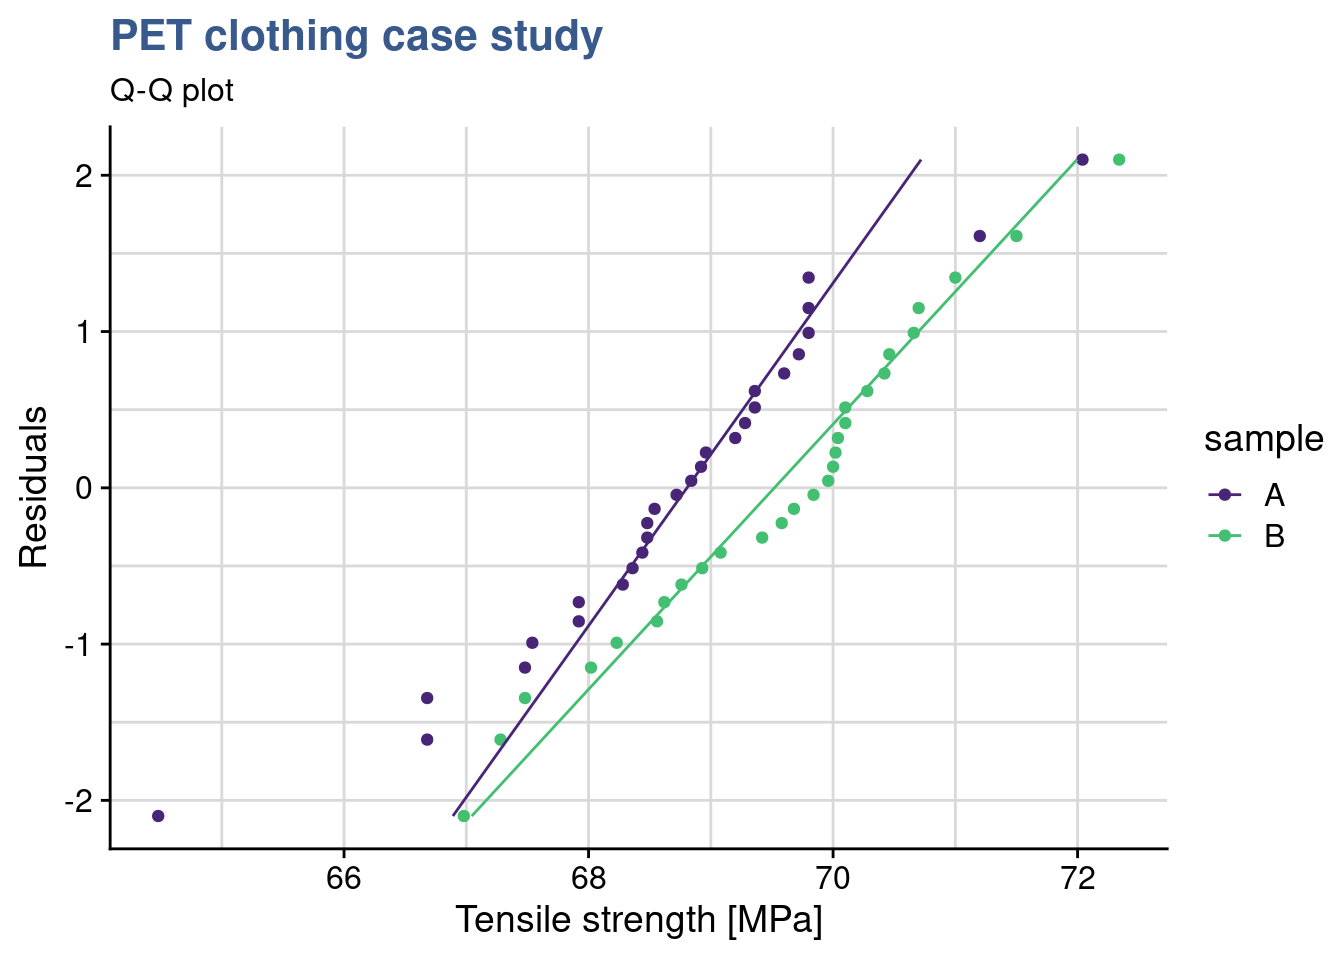 PET clothing case study
Q-Q plot
Residuals
2
1
0
-1
-2
66 68 70 72
Tensile strength [MPa]
sample
A
B